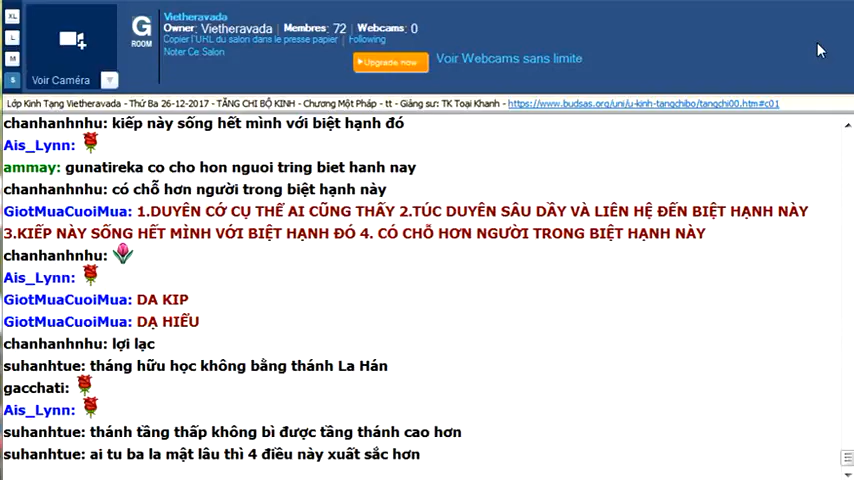 XL
L
M
S
Voir Caméra
G
ROOM
Vietheravada
Owner: Vietheravada | Membres: 72 | Webcams: 0
Copier l'URL du salon dans le presse papier | Following
Noter Ce Salon
Upgrade now
Voir Webcams sans limite
Lớp Kinh Tạng Vietheravada - Thứ Ba 26-12-2017 - TĂNG CHI BỘ KINH - Chương Một Pháp - tt - Giảng sư: TK Toại Khanh - https://www.budsas.org/uni/u-kinh-tangchibo/tangchi00.htm#c01
chanhanhnhu: kiếp này sống hết mình với biệt hạnh đó
Ais_Lynn:
ammay: gunatireka co cho hon nguoi tring biet hanh nay
chanhanhnhu: có chỗ hơn người trong biệt hạnh này
GiotMuaCuoiMua: 1.DUYÊN CỚ CỤ THỂ AI CŨNG THẤY 2.TÚC DUYÊN SÂU DẦY VÀ LIÊN HỆ ĐẾN BIỆT HẠNH NÀY
3.KIẾP NÀY SỐNG HẾT MÌNH VỚI BIỆT HẠNH ĐÓ 4. CÓ CHỖ HƠN NGƯỜI TRONG BIỆT HẠNH NÀY
chanhanhnhu:
Ais_Lynn:
GiotMuaCuoiMua: DA KIP
GiotMuaCuoiMua: DẠ HIỂU
chanhanhnhu: lợi lạc
suhanhtue: tháng hữu học không bằng thánh La Hán
gacchati:
Ais_Lynn:
suhanhtue: thánh tầng thấp không bì được tầng thánh cao hơn
suhanhtue: ai tu ba la mật lâu thì 4 điều này xuất sắc hơn